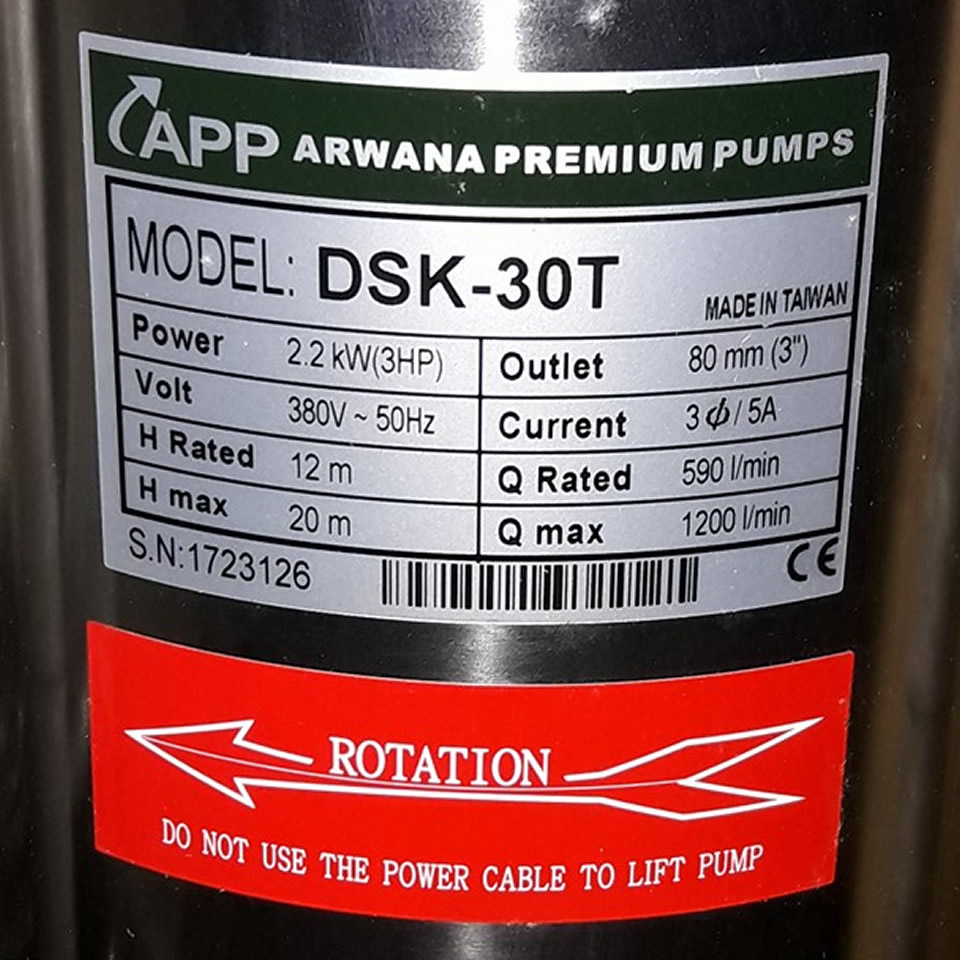 APP ARWANA PREMIUM PUMPS
MODEL: DSK-30T
MADE IN TAIWAN
Power 2.2 kW(3HP) Outlet 80 mm (3")
Volt 380V ~ 50Hz Current 3 ϕ / 5A
H Rated 12 m Q Rated 590 l/min
H max 20 m Q max 1200 l/min
S.N:1723126 CE
ROTATION
DO NOT USE THE POWER CABLE TO LIFT PUMP